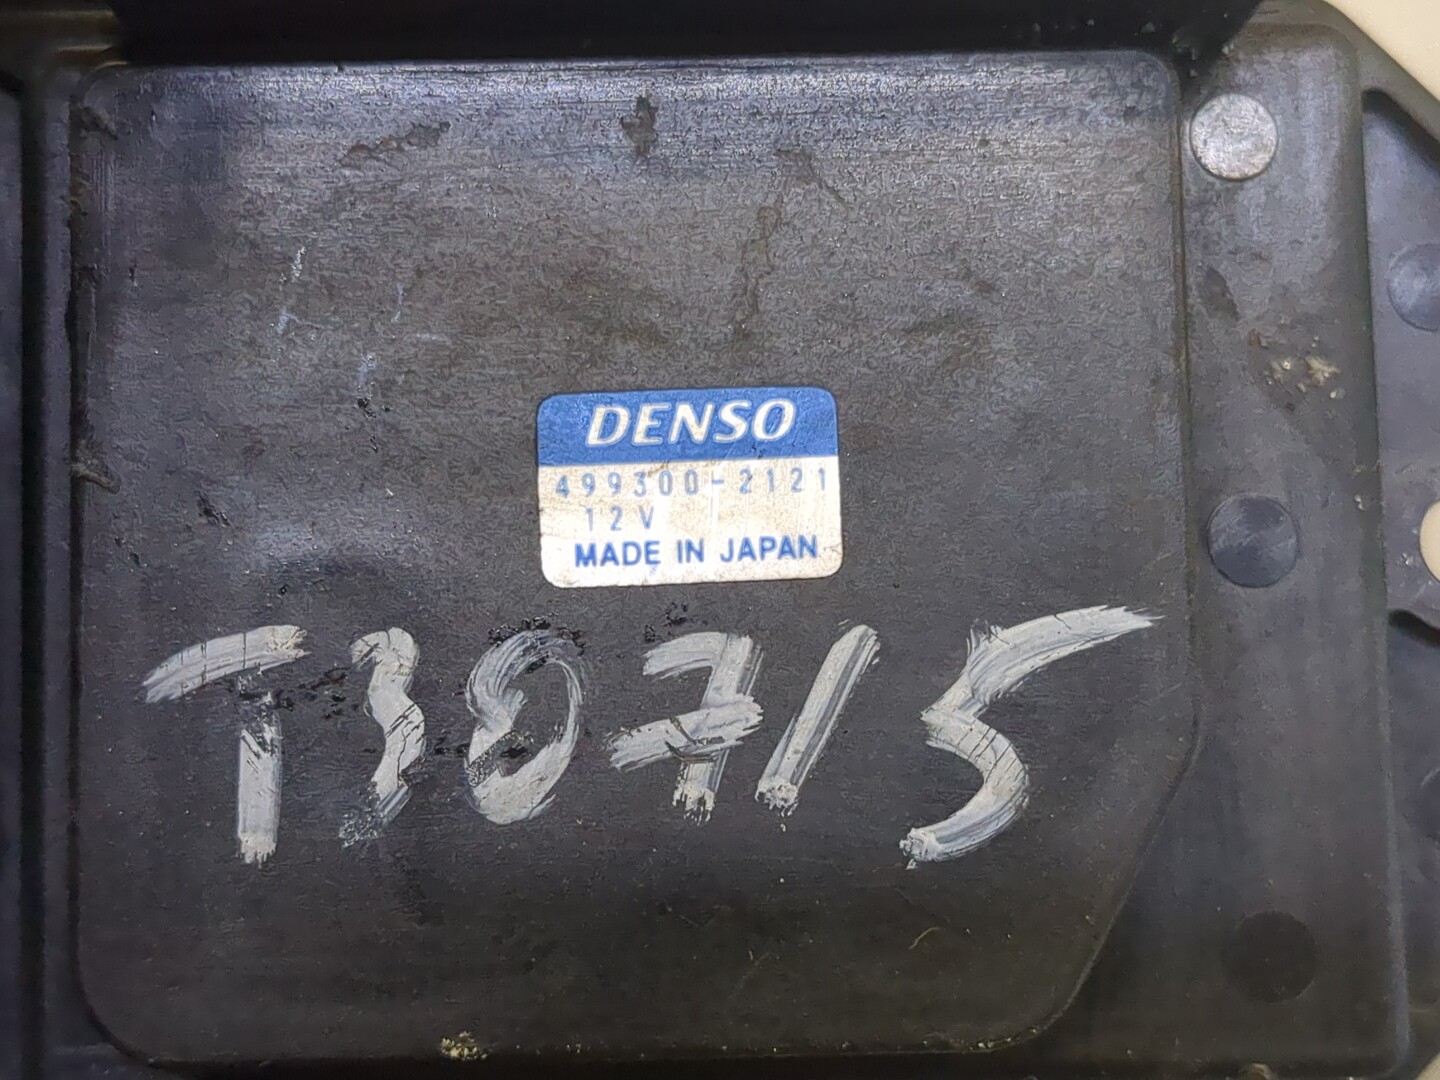 DENSO
499300-2121
12V
MADE IN JAPAN
T30715